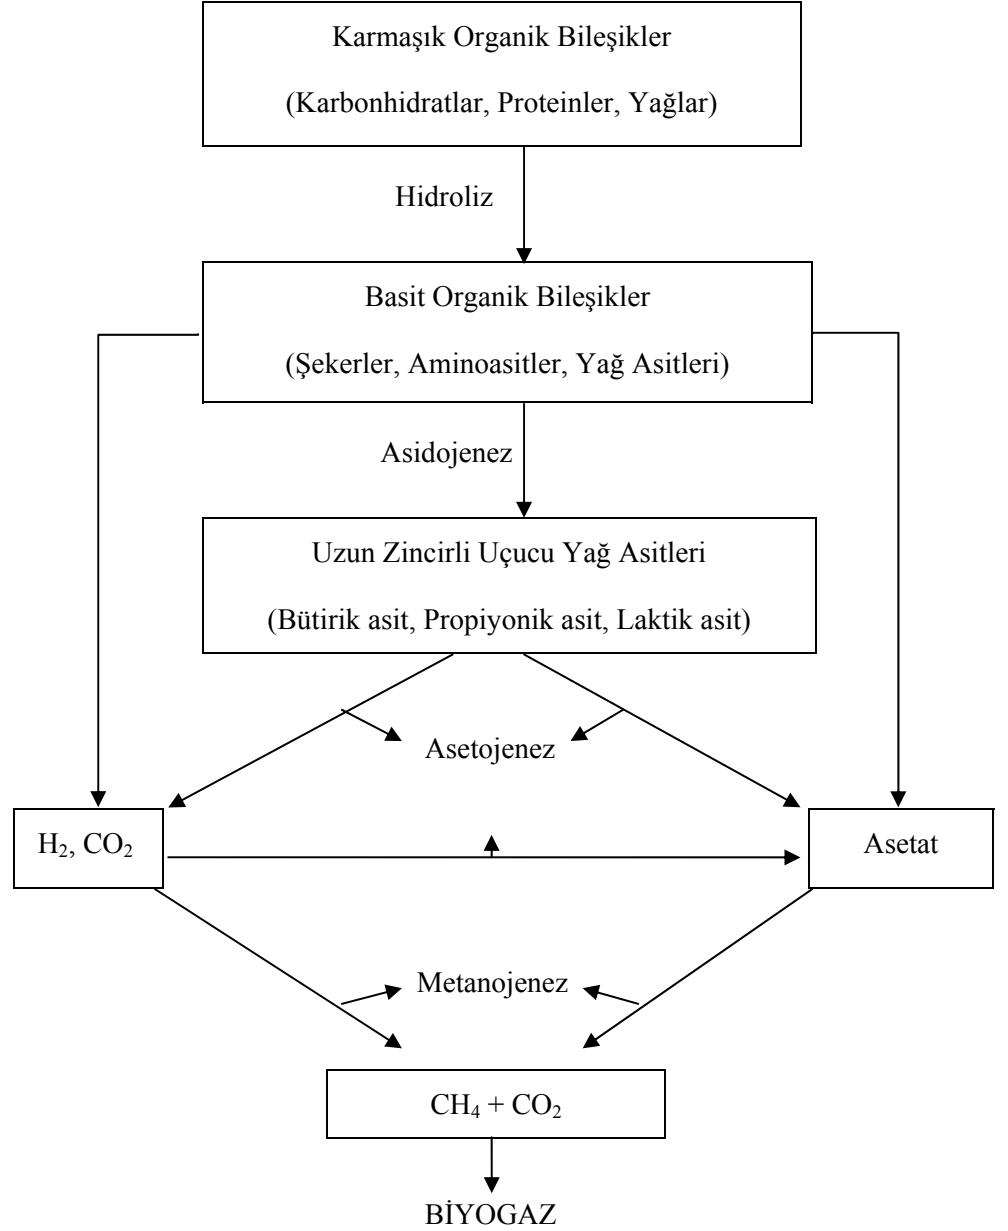 Karmaşık Organik Bileşikler
(Karbonhidratlar, Proteinler, Yağlar)
Hidroliz
Basit Organik Bileşikler
(Şekerler, Aminoasitler, Yağ Asitleri)
Asidojenez
Uzun Zincirli Uçucu Yağ Asitleri
(Bütirik asit, Propiyonik asit, Laktik asit)
Asetojenez
H₂, CO₂
Asetat
Metanojenez
CH₄ + CO₂
BİYOGAZ